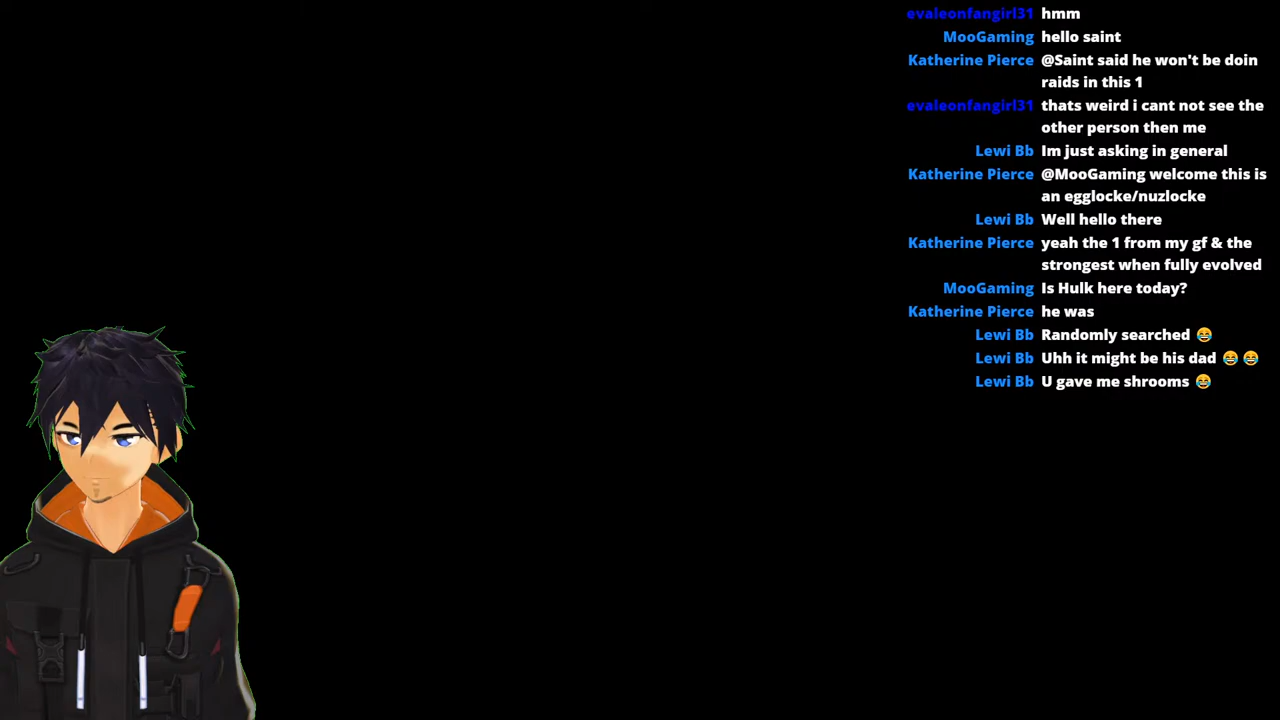 evaleonfangirl31 hmm
MooGaming hello saint
Katherine Pierce @Saint said he won't be doin
raids in this 1
evaleonfangirl31 thats weird i cant not see the
other person then me
Lewi Bb Im just asking in general
Katherine Pierce @MooGaming welcome this is
an egglocke/nuzlocke
Lewi Bb Well hello there
Katherine Pierce yeah the 1 from my gf & the
strongest when fully evolved
MooGaming Is Hulk here today?
Katherine Pierce he was
Lewi Bb Randomly searched 😂
Lewi Bb Uhh it might be his dad 😂 😂
Lewi Bb U gave me shrooms 😂